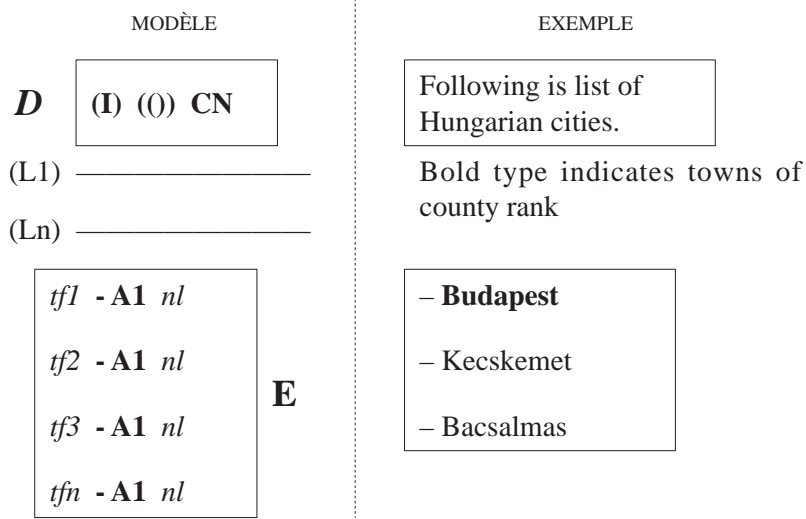 MODÈLE
D (I) (()) CN
(L1)
(Ln)
tf1 - A1 nl
tf2 - A1 nl
tf3 - A1 nl
tfn - A1 nl
E
EXEMPLE
Following is list of
Hungarian cities.
Bold type indicates towns of
county rank
– Budapest
– Kecskemet
– Bacsalmas